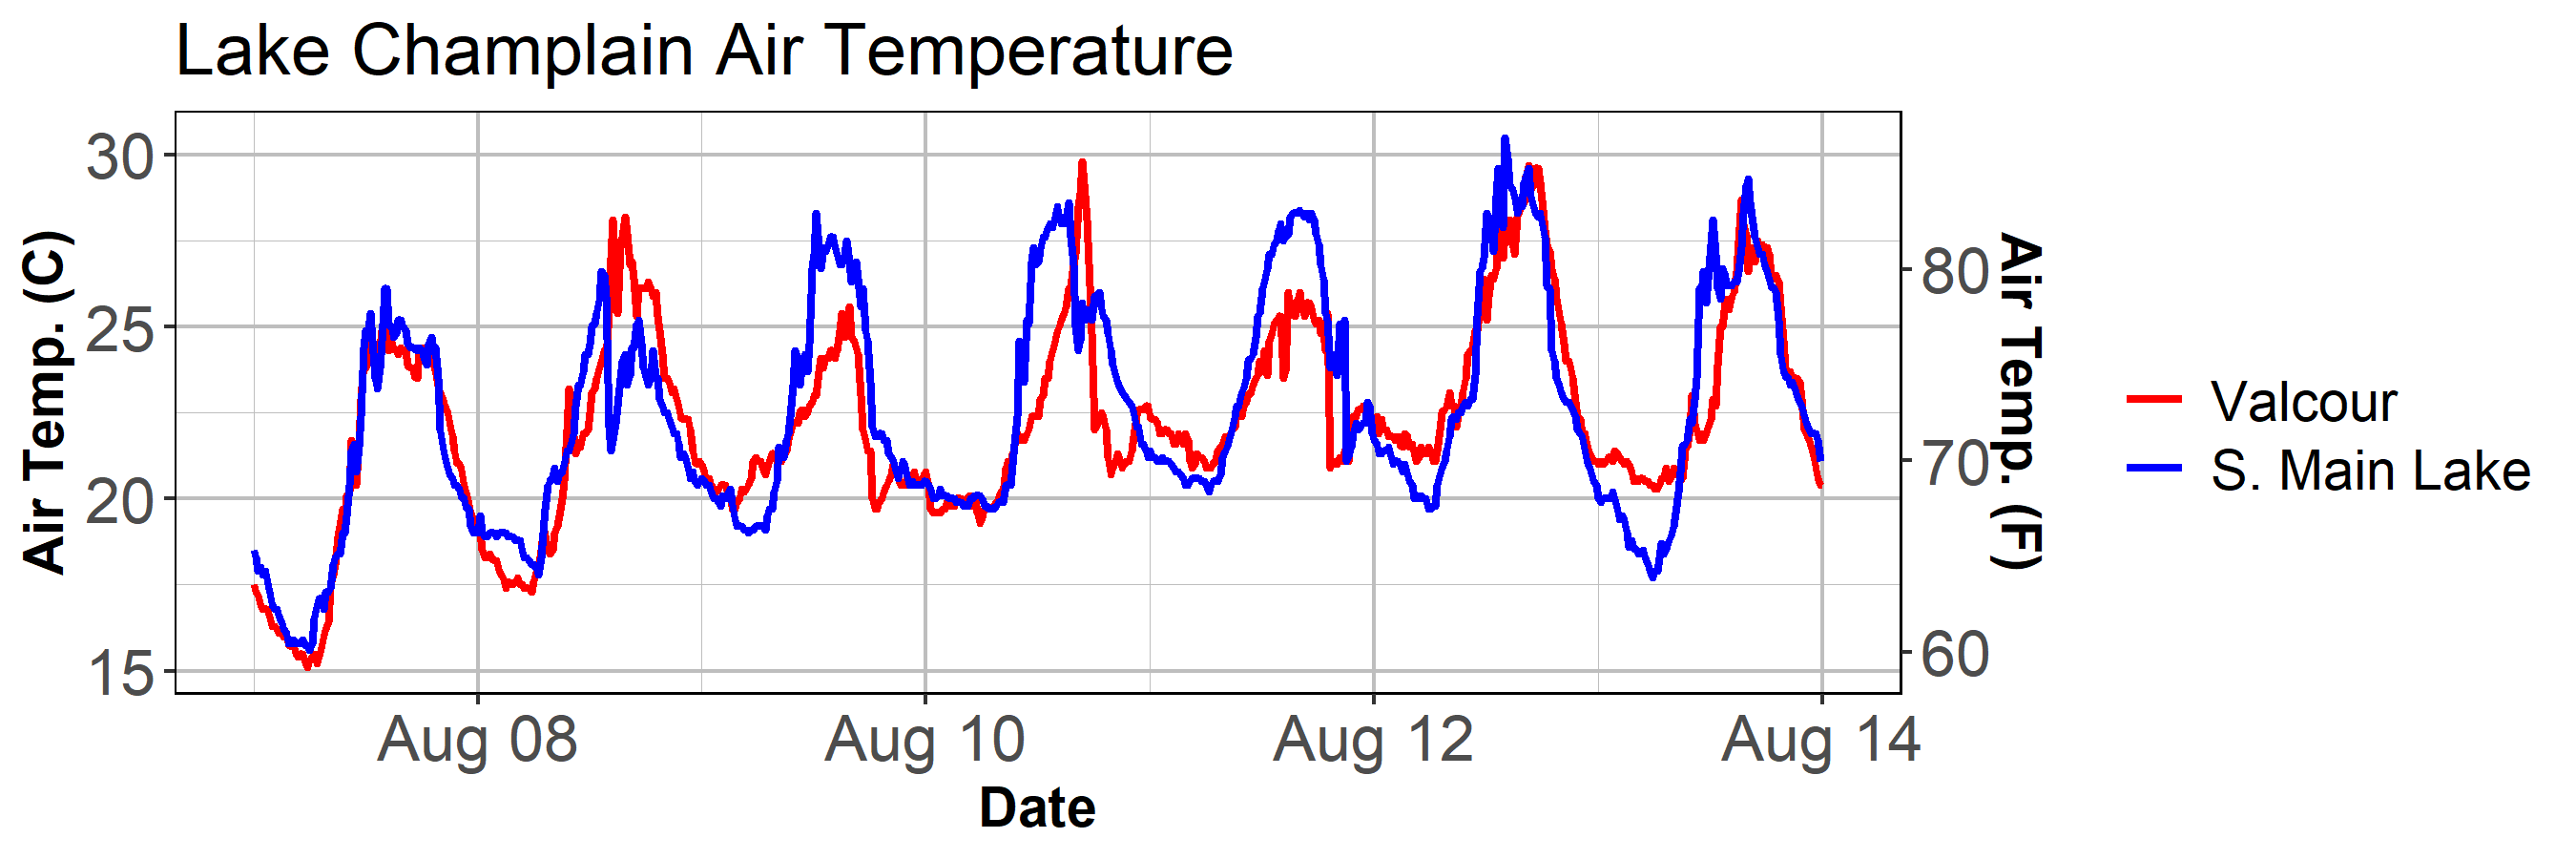 Lake Champlain Air Temperature
Air Temp. (C)
30
25
20
15
80
70
60
Air Temp. (F)
Aug 08
Aug 10
Aug 12
Aug 14
Date
Valcour
S. Main Lake